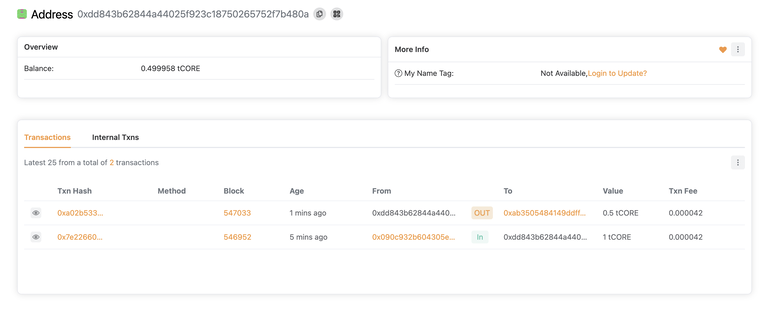 Address 0xdd843b62844a44025f923c18750265752f7b480a
Overview
Balance: 0.499958 tCORE
More Info
My Name Tag: Not Available,Login to Update?
Transactions Internal Txns
Latest 25 from a total of 2 transactions
Txn Hash Method Block Age From To Value Txn Fee
0xa02b533... 547033 1 mins ago 0xdd843b62844a440... OUT 0xab3505484149ddff... 0.5 tCORE 0.000042
0x7e22660... 546952 5 mins ago 0x090c932b604305e... In 0xdd843b62844a440... 1 tCORE 0.000042